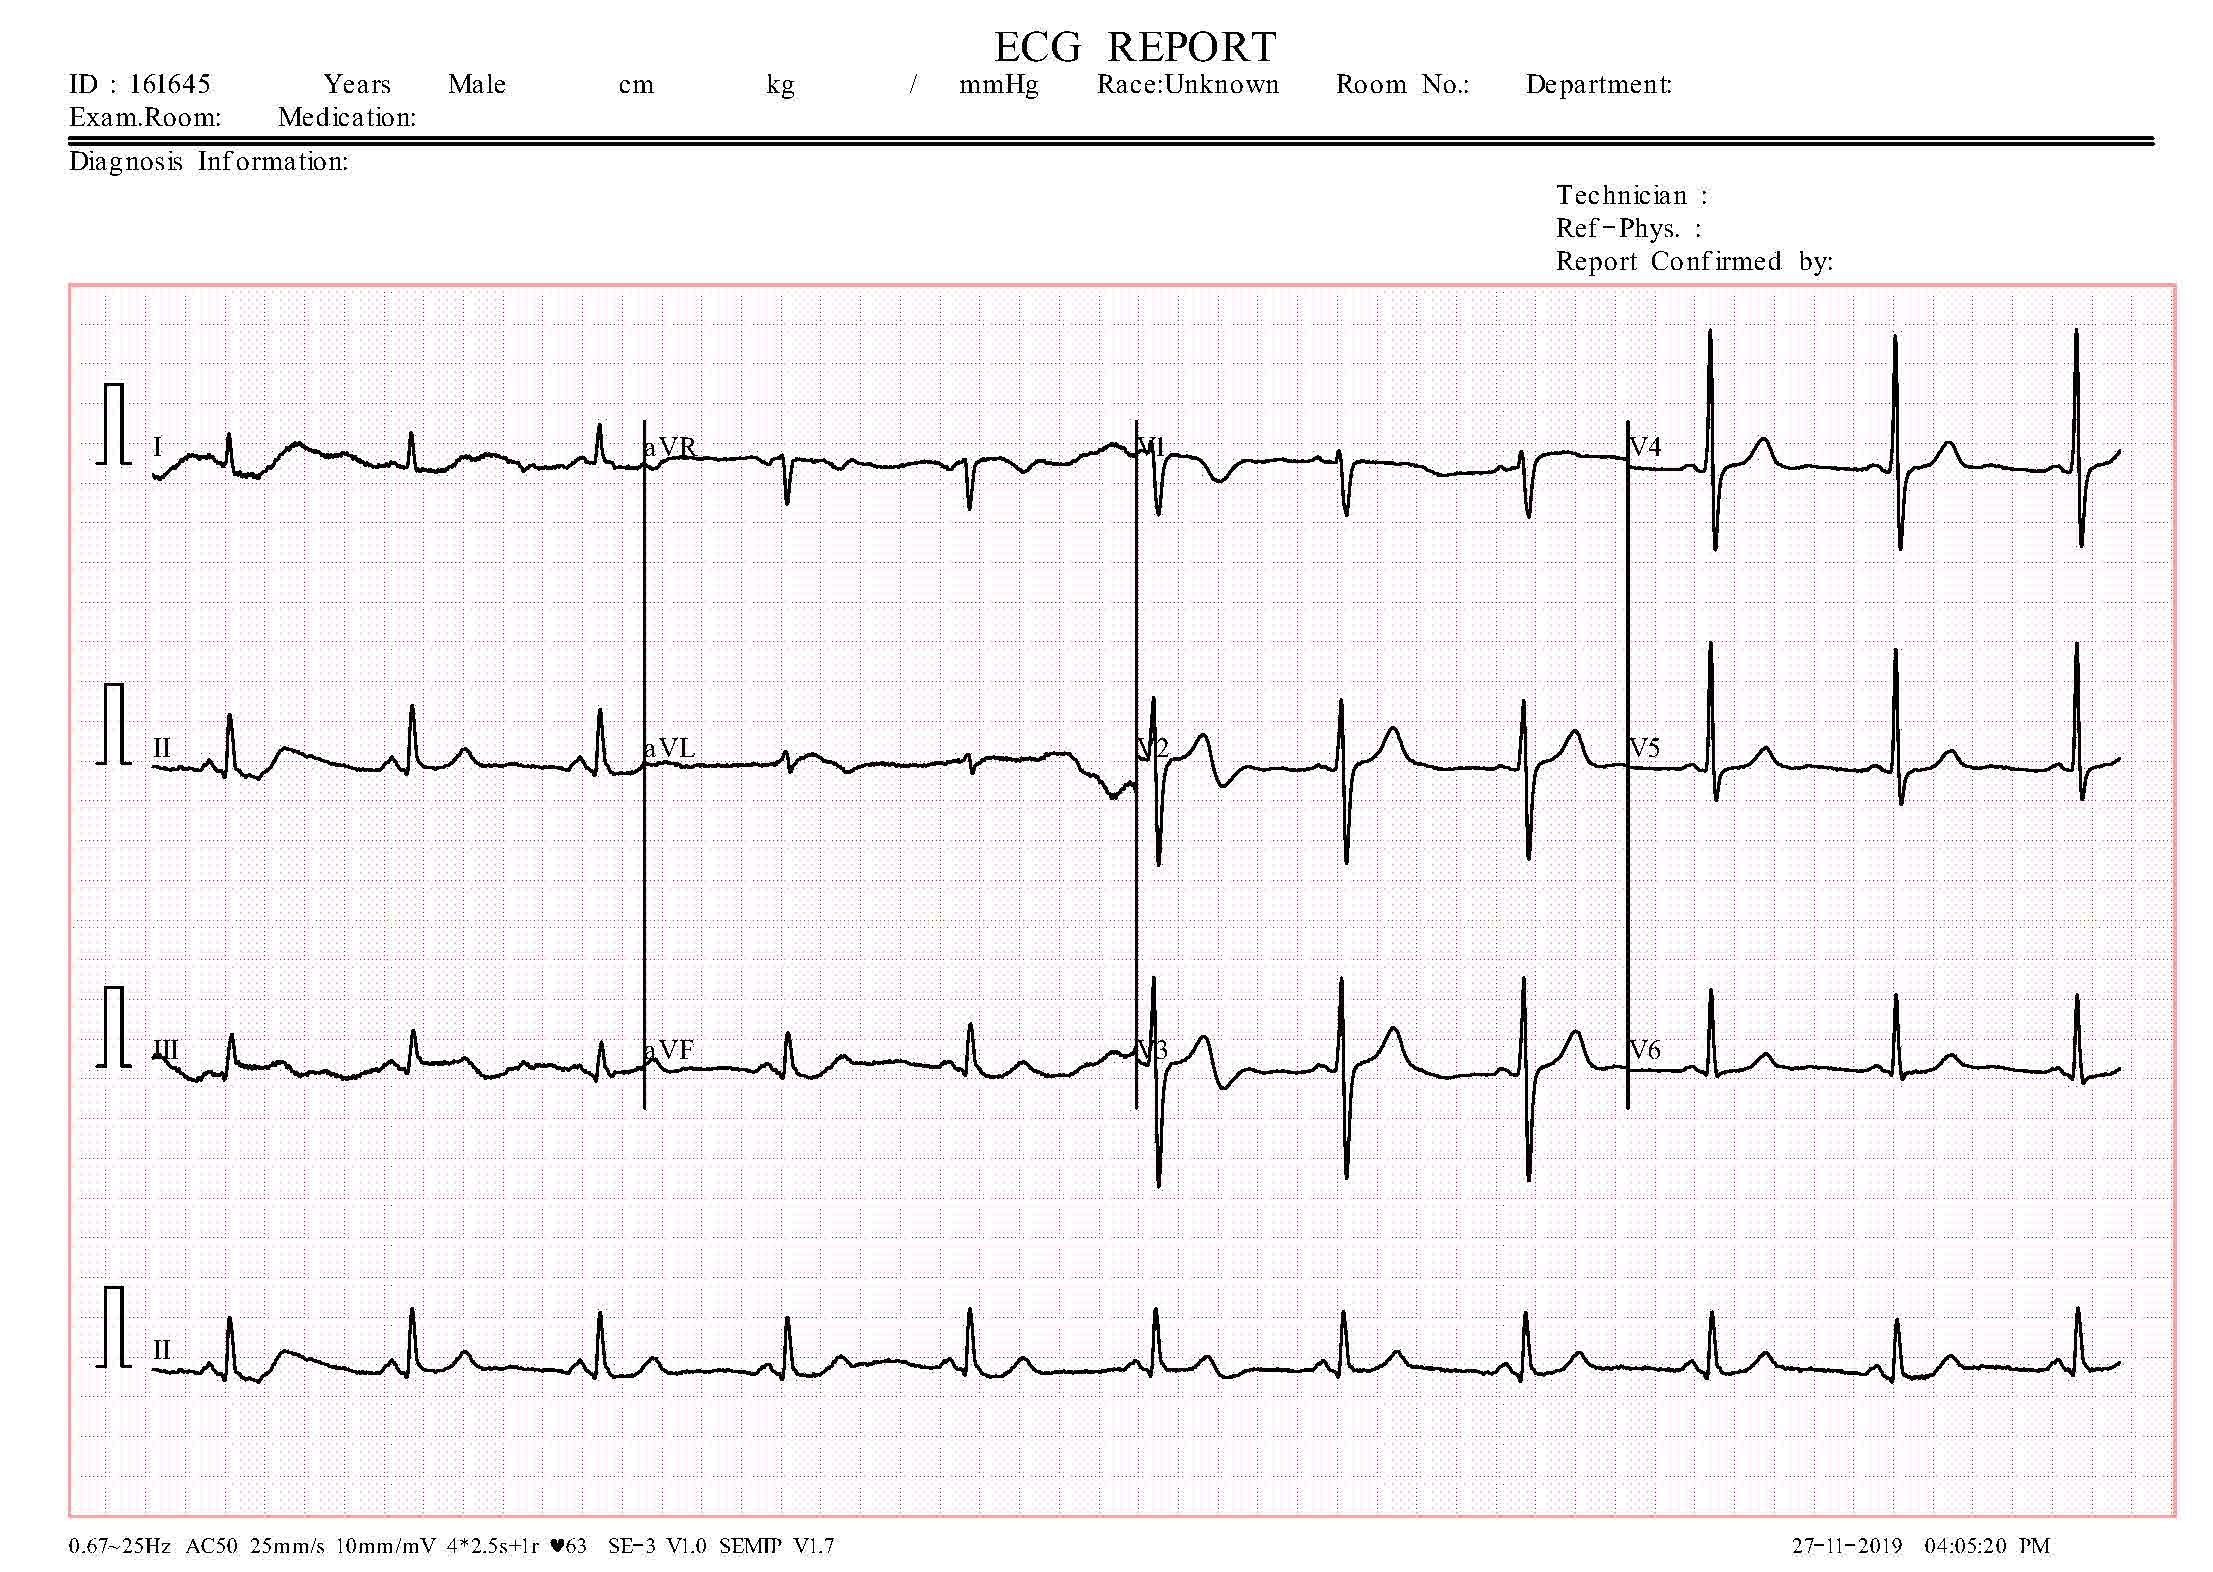 ECG REPORT
ID : 161645 Years Male cm kg / mmHg Race:Unknown Room No.: Department:
Exam.Room: Medication:
Diagnosis Information:
Technician :
Ref-Phys. :
Report Confirmed by:
I aVR V1 V4
II aVL V2 V5
III aVF V3 V6
II
0.67~25Hz AC50 25mm/s 10mm/mV 4*2.5s+1r ♥63 SE-3 V1.0 SEMIP V1.7 27-11-2019 04:05:20 PM